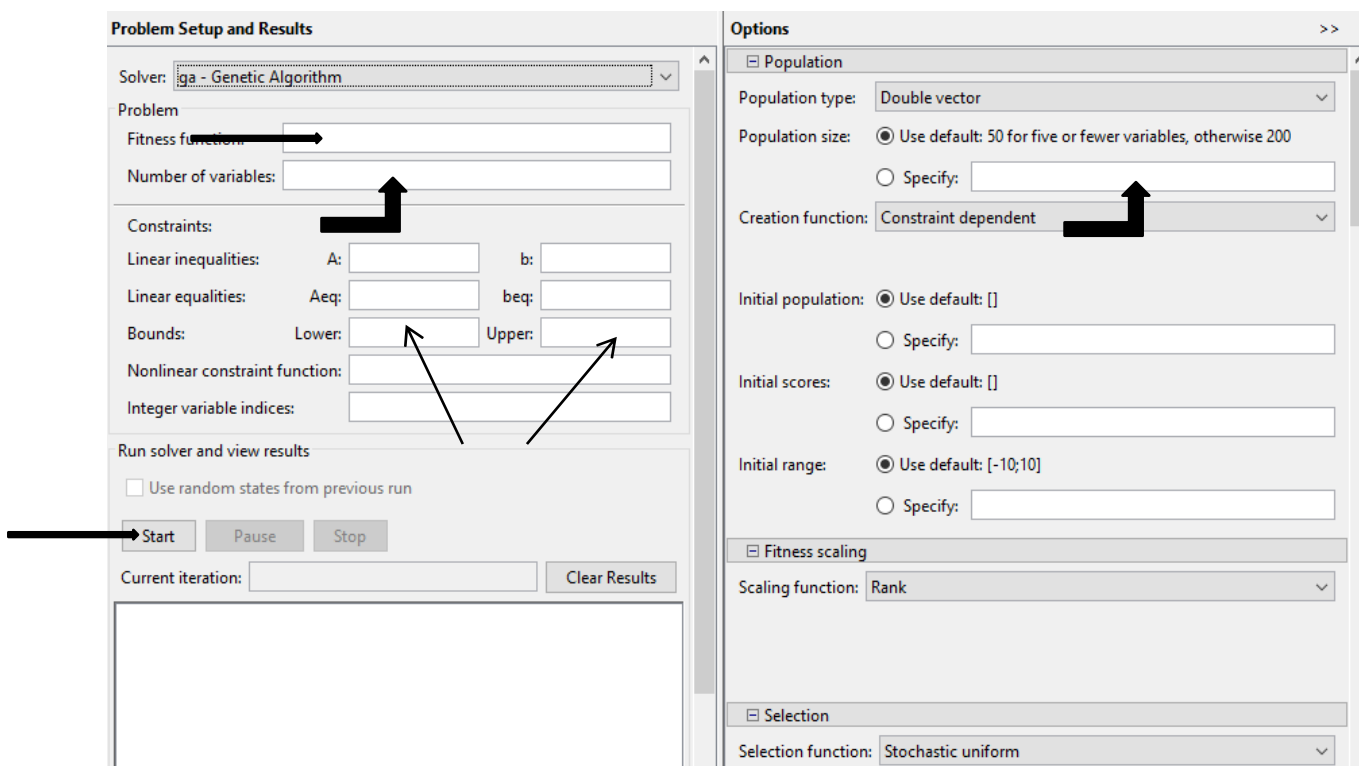 Problem Setup and Results
Solver: ga - Genetic Algorithm
Problem
Fitness function:
Number of variables:
Constraints:
Linear inequalities: A: b:
Linear equalities: Aeq: beq:
Bounds: Lower: Upper:
Nonlinear constraint function:
Integer variable indices:
Run solver and view results
Use random states from previous run
Start Pause Stop
Current iteration: Clear Results
Options >>
Population
Population type: Double vector
Population size: Use default: 50 for five or fewer variables, otherwise 200
Specify:
Creation function: Constraint dependent
Initial population: Use default: []
Specify:
Initial scores: Use default: []
Specify:
Initial range: Use default: [-10;10]
Specify:
Fitness scaling
Scaling function: Rank
Selection
Selection function: Stochastic uniform